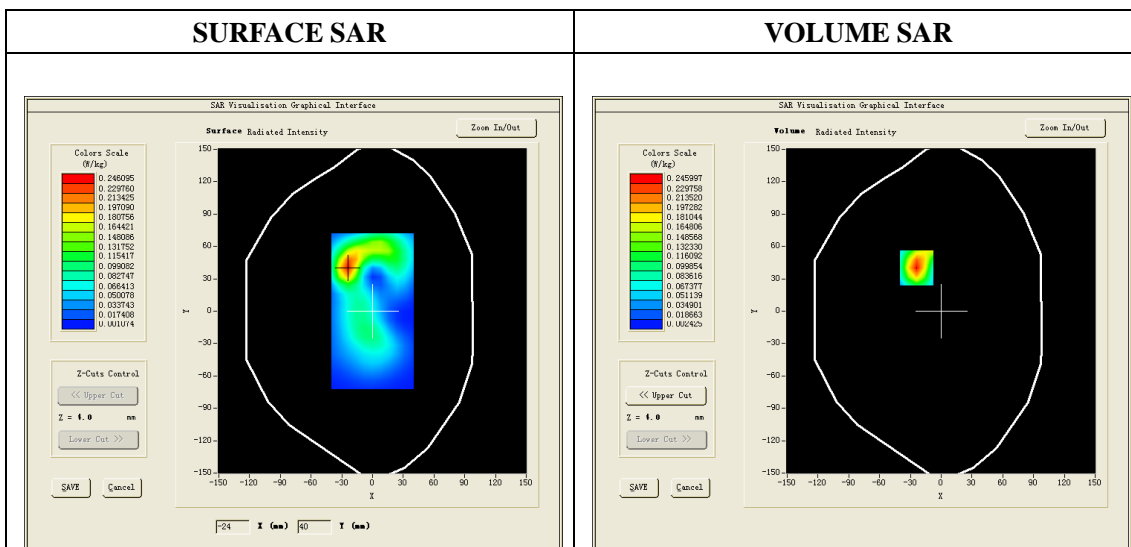 SURFACE SAR
VOLUME SAR
SAR Visualisation Graphical Interface
Surface Radiated Intensity
Zoom In/Out
Colors Scale
(W/kg)
0.246095
0.229760
0.213425
0.197090
0.180756
0.164421
0.148086
0.131752
0.115417
0.099082
0.082747
0.066413
0.050078
0.033743
0.017408
0.001074
Z-Cuts Control
<< Upper Cut
Z = 4.0 mm
Lower Cut >>
SAVE Cancel
150
120
90
60
30
0
-30
-60
-90
-120
-150
Y
-150 -120 -90 -60 -30 0 30 60 90 120 150
X
-24 X (mm) 40 Y (mm)
SAR Visualisation Graphical Interface
Volume Radiated Intensity
Zoom In/Out
Colors Scale
(W/kg)
0.245997
0.229758
0.213520
0.197282
0.181044
0.164806
0.148568
0.132330
0.116092
0.099854
0.083616
0.067377
0.051139
0.034901
0.018663
0.002425
Z-Cuts Control
<< Upper Cut
Z = 4.0 mm
Lower Cut >>
SAVE Cancel
150
120
90
60
30
0
-30
-60
-90
-120
-150
Y
-150 -120 -90 -60 -30 0 30 60 90 120 150
X